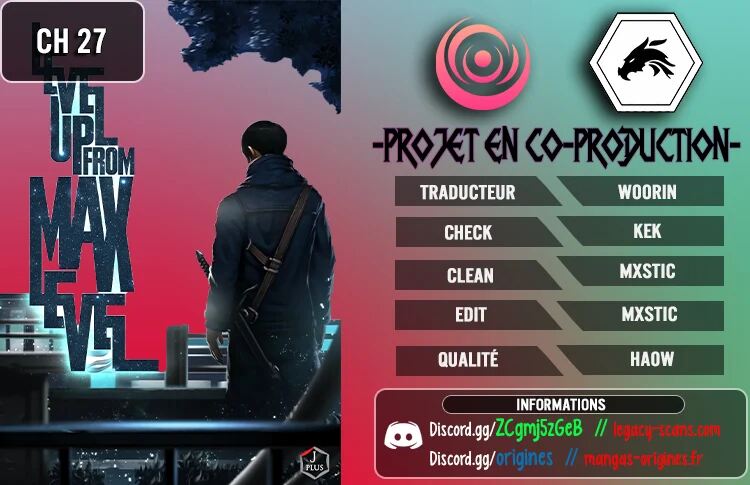 CH 27
LEVEL
UP FROM
MAX
LEVEL
J
PLUS
-PROJET EN CO-PRODUCTION-
TRADUCTEUR WOORIN
CHECK KEK
CLEAN MXSTIC
EDIT MXSTIC
QUALITÉ HAOW
INFORMATIONS
Discord.gg/ZCgmj5zGeB // legacy-scans.com
Discord.gg/origines // mangas-origines.fr